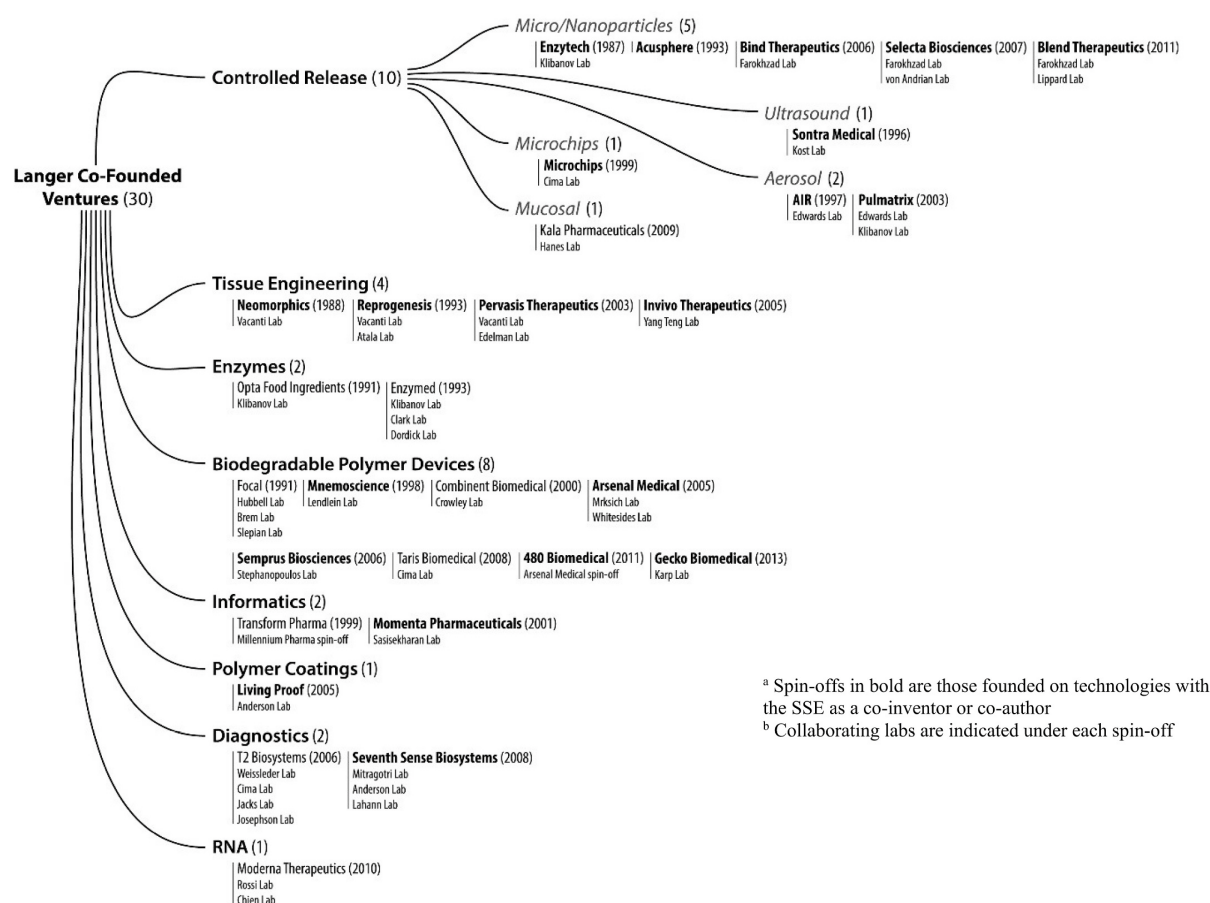 Micro/Nanoparticles (5)
Enzytech (1987)
Klibanov Lab
Acusphere (1993)
Bind Therapeutics (2006)
Farokhzad Lab
Selecta Biosciences (2007)
Farokhzad Lab
von Andrian Lab
Blend Therapeutics (2011)
Farokhzad Lab
Lippard Lab
Controlled Release (10)
Ultrasound (1)
Sontra Medical (1996)
Kost Lab
Microchips (1)
Microchips (1999)
Cima Lab
Aerosol (2)
AIR (1997)
Edwards Lab
Pulmatrix (2003)
Edwards Lab
Klibanov Lab
Mucosal (1)
Kala Pharmaceuticals (2009)
Hanes Lab
Langer Co-Founded
Ventures (30)
Tissue Engineering (4)
Neomorphics (1988)
Vacanti Lab
Reprogenesis (1993)
Vacanti Lab
Atala Lab
Pervasis Therapeutics (2003)
Vacanti Lab
Edelman Lab
Invivo Therapeutics (2005)
Yang Teng Lab
Enzymes (2)
Opta Food Ingredients (1991)
Klibanov Lab
Enzymed (1993)
Klibanov Lab
Clark Lab
Dordick Lab
Biodegradable Polymer Devices (8)
Focal (1991)
Hubbell Lab
Brem Lab
Slepian Lab
Mnemoscience (1998)
Lendlein Lab
Combinent Biomedical (2000)
Crowley Lab
Arsenal Medical (2005)
Mrksich Lab
Whitesides Lab
Semprus Biosciences (2006)
Stephanopoulos Lab
Taris Biomedical (2008)
Cima Lab
480 Biomedical (2011)
Arsenal Medical spin-off
Gecko Biomedical (2013)
Karp Lab
Informatics (2)
Transform Pharma (1999)
Millennium Pharma spin-off
Momenta Pharmaceuticals (2001)
Sasisekharan Lab
Polymer Coatings (1)
Living Proof (2005)
Anderson Lab
Diagnostics (2)
T2 Biosystems (2006)
Weissleder Lab
Cima Lab
Jacks Lab
Josephson Lab
Seventh Sense Biosystems (2008)
Mitragotri Lab
Anderson Lab
Lahann Lab
RNA (1)
Moderna Therapeutics (2010)
Rossi Lab
Chien Lab
a Spin-offs in bold are those founded on technologies with
the SSE as a co-inventor or co-author
b Collaborating labs are indicated under each spin-off